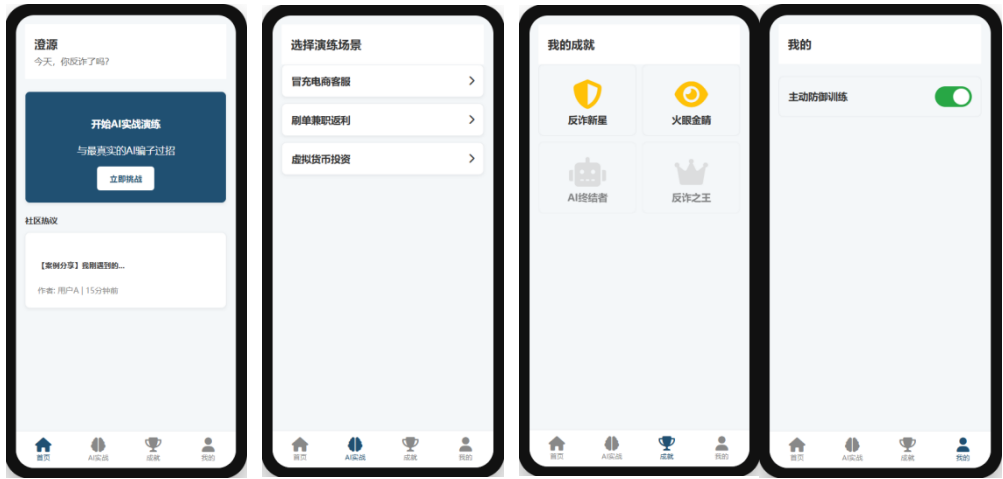 澄源
今天，你反诈了吗?
开始AI实战演练
与最真实的AI骗子过招
立即挑战
社区热议
【案例分享】我刚遇到的...
作者: 用户A | 15分钟前
首页
AI实战
成就
我的
选择演练场景
冒充电商客服
刷单兼职返利
虚拟货币投资
首页
AI实战
成就
我的
我的成就
反诈新星
火眼金睛
AI终结者
反诈之王
首页
AI实战
成就
我的
我的
主动防御训练
首页
AI实战
成就
我的